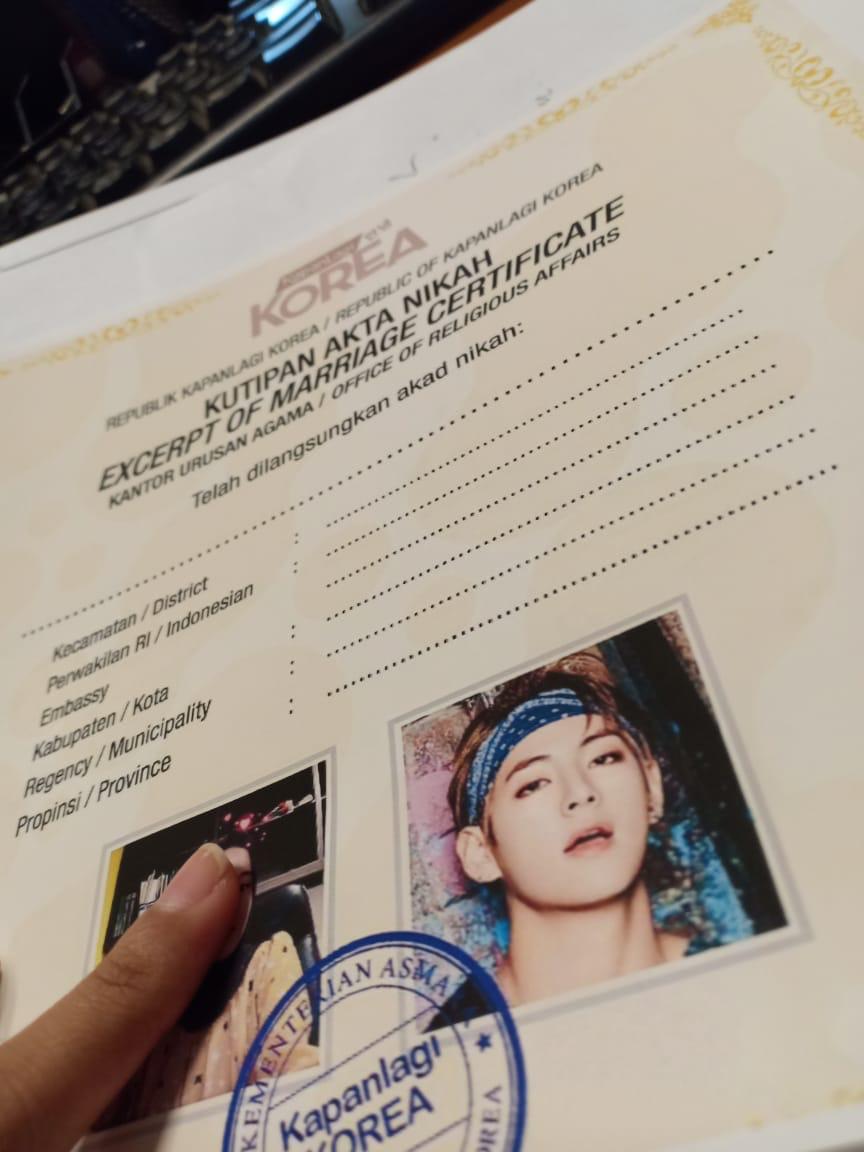 KOREA
REPUBLIK KAPANLAGI KOREA / REPUBLIC OF KAPANLAGI KOREA
KUTIPAN AKTA NIKAH
EXCERPT OF MARRIAGE CERTIFICATE
KANTOR URUSAN AGAMA / OFFICE OF RELIGIOUS AFFAIRS
Telah dilangsungkan akad nikah:
Kecamatan / District :
Perwakilan RI / Indonesian :
Embassy
Kabupaten / Kota :
Regency / Municipality :
Propinsi / Province :
KEMENTERIAN ASMA
Kapanlagi
KOREA